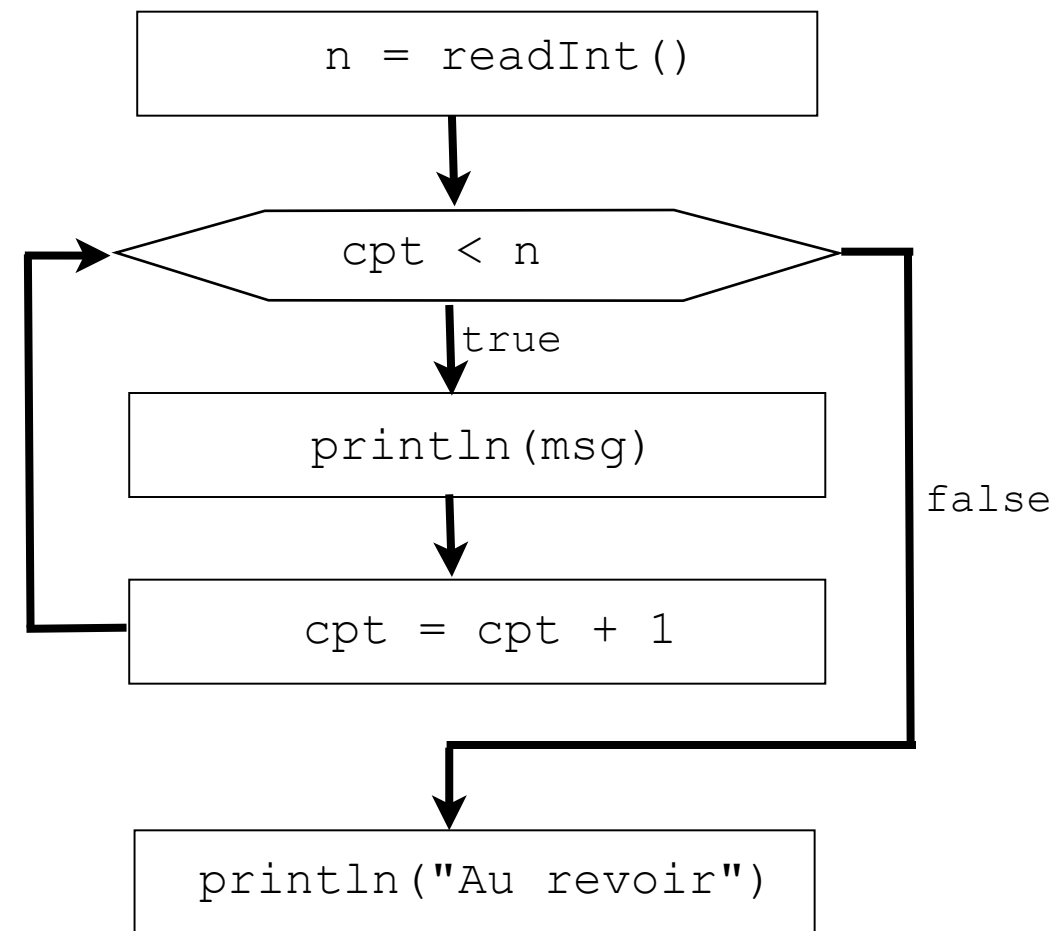 n = readInt()
cpt < n
true
println(msg)
false
cpt = cpt + 1
println("Au revoir")